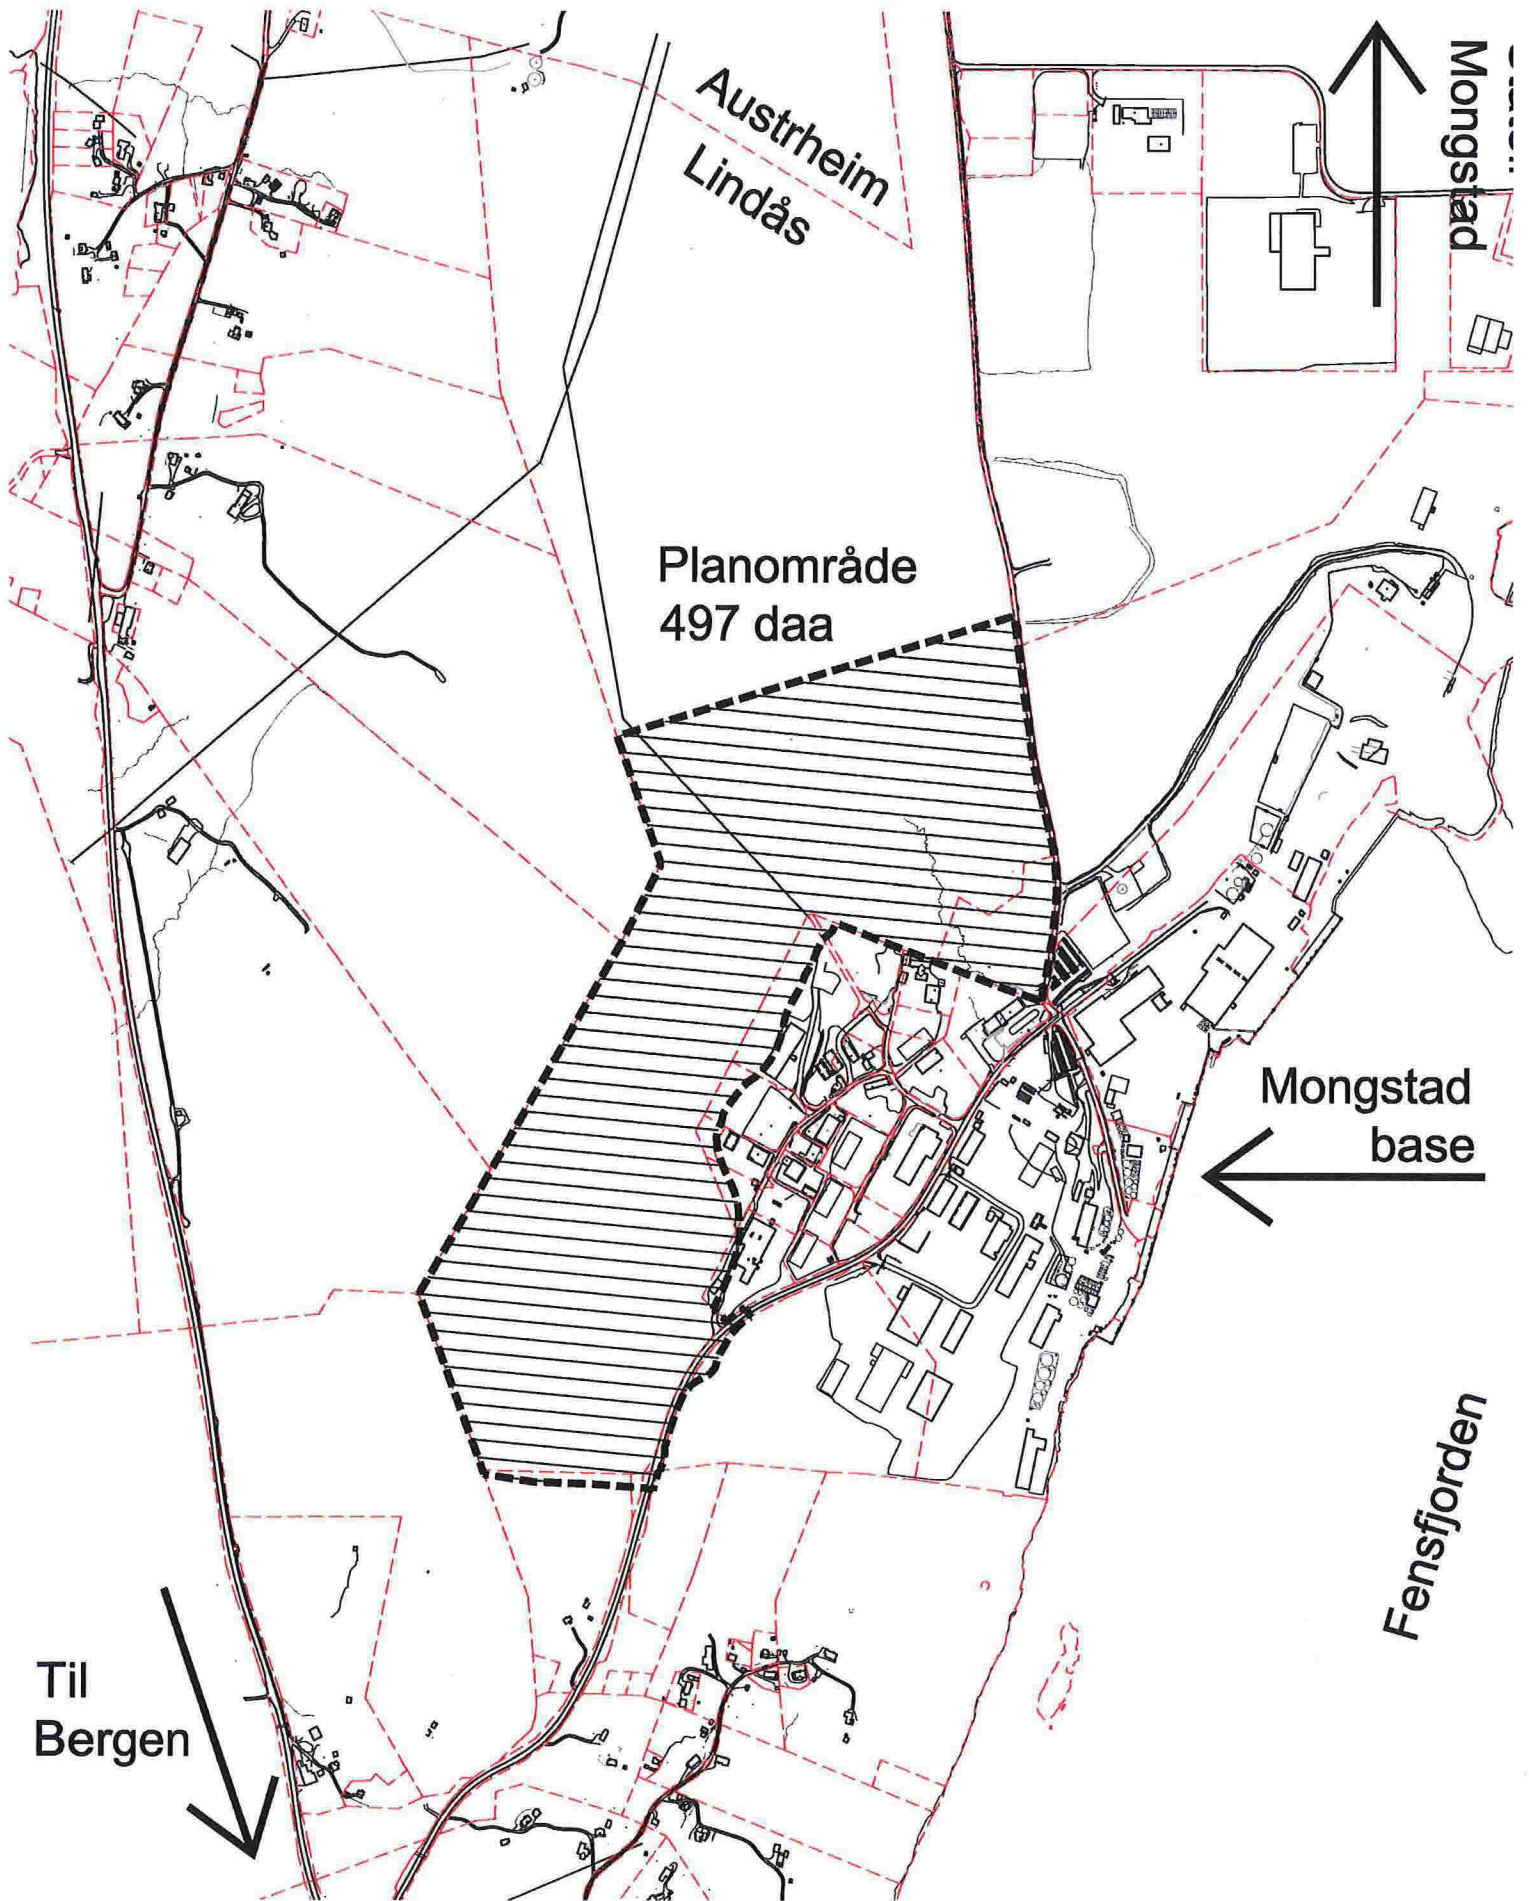 Mongstad
Austrheim
Lindås
Planområde
497 daa
Mongstad
base
Fensfjorden
Til
Bergen